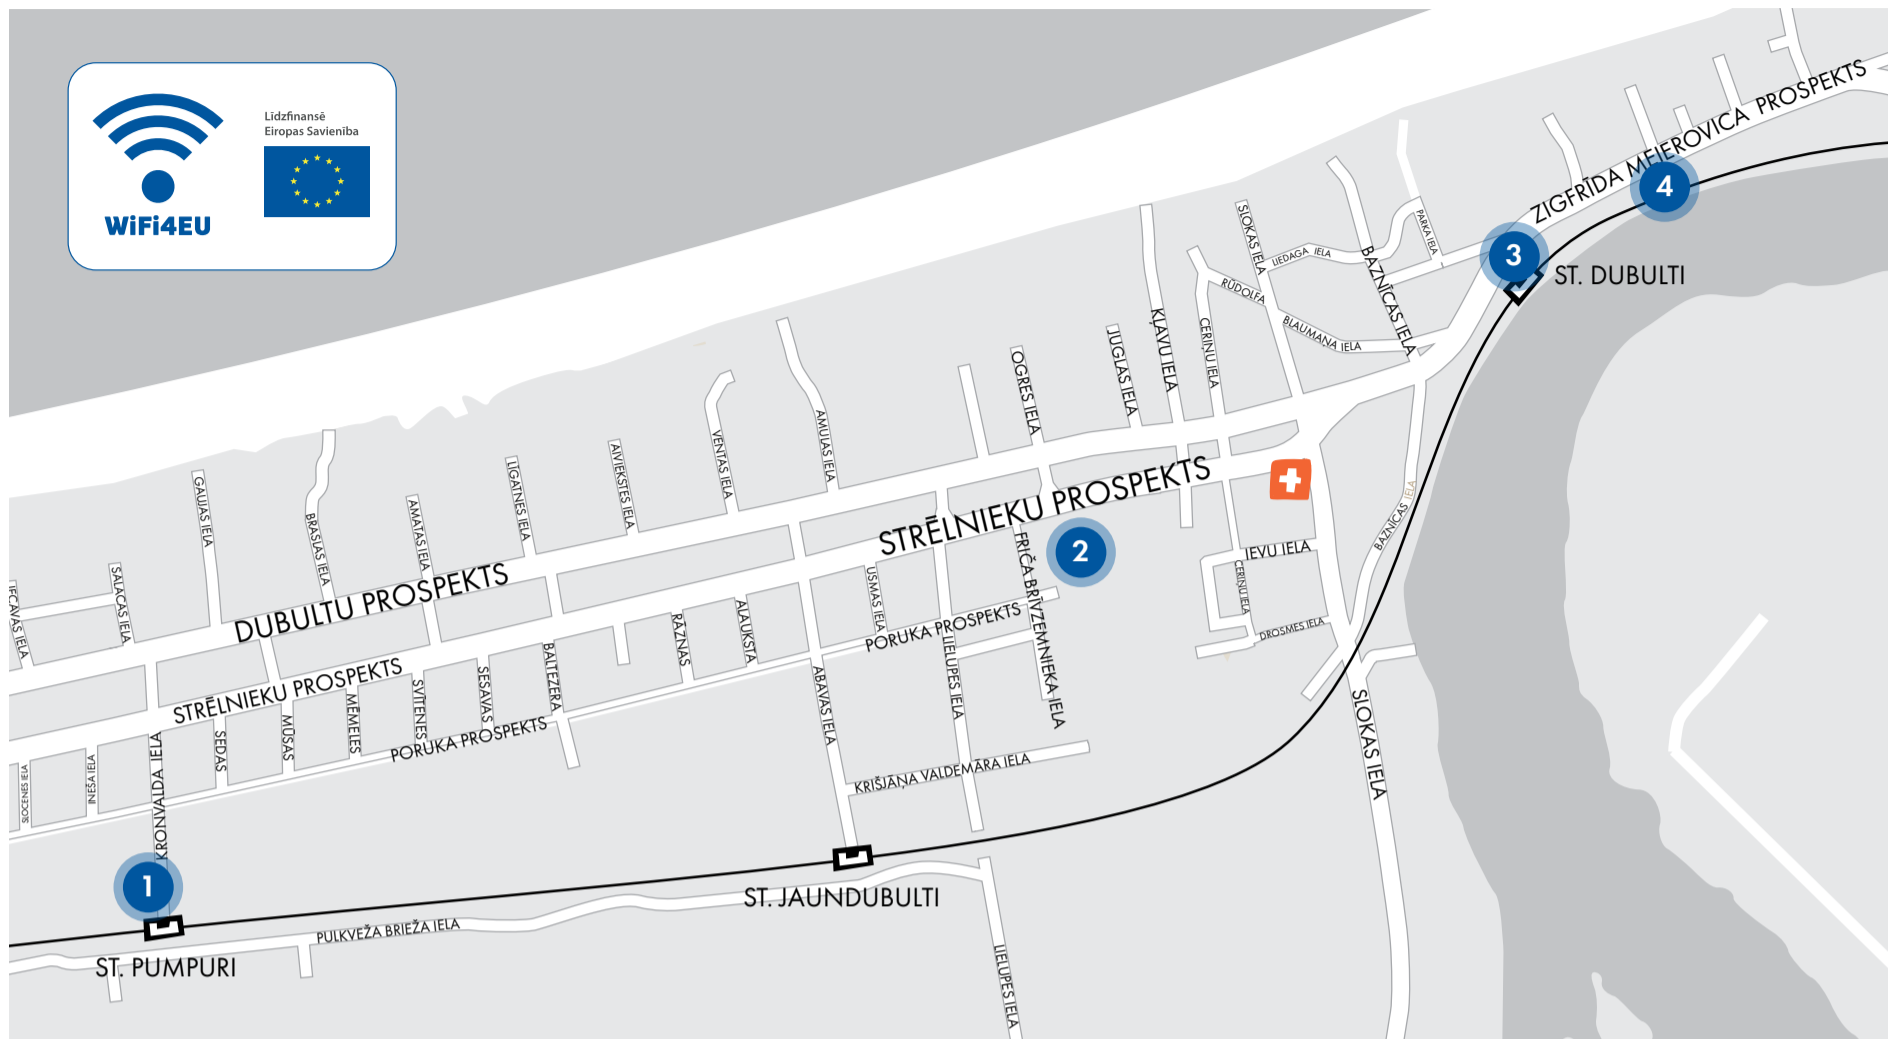 Līdzfinansē
Eiropas Savienība
WiFi4EU
ZIGFRĪDA MEIEROVICA PROSPEKTS
4
3
ST. DUBULTI
PARKA IELA
SLOKAS IELA
LIEDAGA IELA
BAZNĪCAS IELA
RŪDOLFA
BLAUMAŅA IELA
KĻAVU IELA
CERIŅU IELA
JUGLAS IELA
OGRES IELA
AMULAS IELA
VENTAS IELA
AIVIEKSTES IELA
LĪGATNES IELA
AMATAS IELA
BRASLAS IELA
GAUJAS IELA
SALACAS IELA
IECAVAS IELA
STRĒLNIEKU PROSPEKTS
2
DUBULTU PROSPEKTS
STRĒLNIEKU PROSPEKTS
BAZNĪCAS IELA
IEVU IELA
CERIŅU IELA
DROSMES IELA
FRIČA BRĪVZEMNIEKA IELA
USMAS IELA
PORUKA PROSPEKTS
LIELUPES IELA
ALAUKSTA
RĀZNAS
ABAVAS IELA
BALTEZERA
SESAVAS
SVĪTENES
MĒMELES
MŪSAS
SĒDAS
PORUKA PROSPEKTS
KRONVALDA IELA
INEŠA IELA
SLOCENES IELA
KRIŠJĀŅA VALDEMĀRA IELA
SLOKAS IELA
1
ST. JAUNDUBULTI
PULKVEŽA BRIEŽA IELA
ST. PUMPURI
LIELUPES IELA